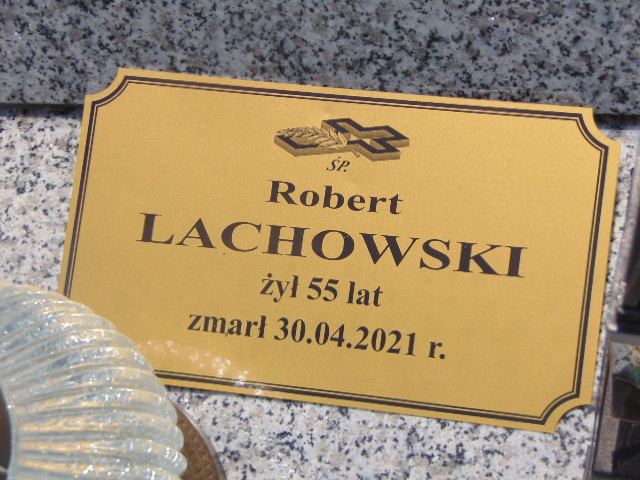 ŚP.
Robert
LACHOWSKI
żył 55 lat
zmarł 30.04.2021 r.